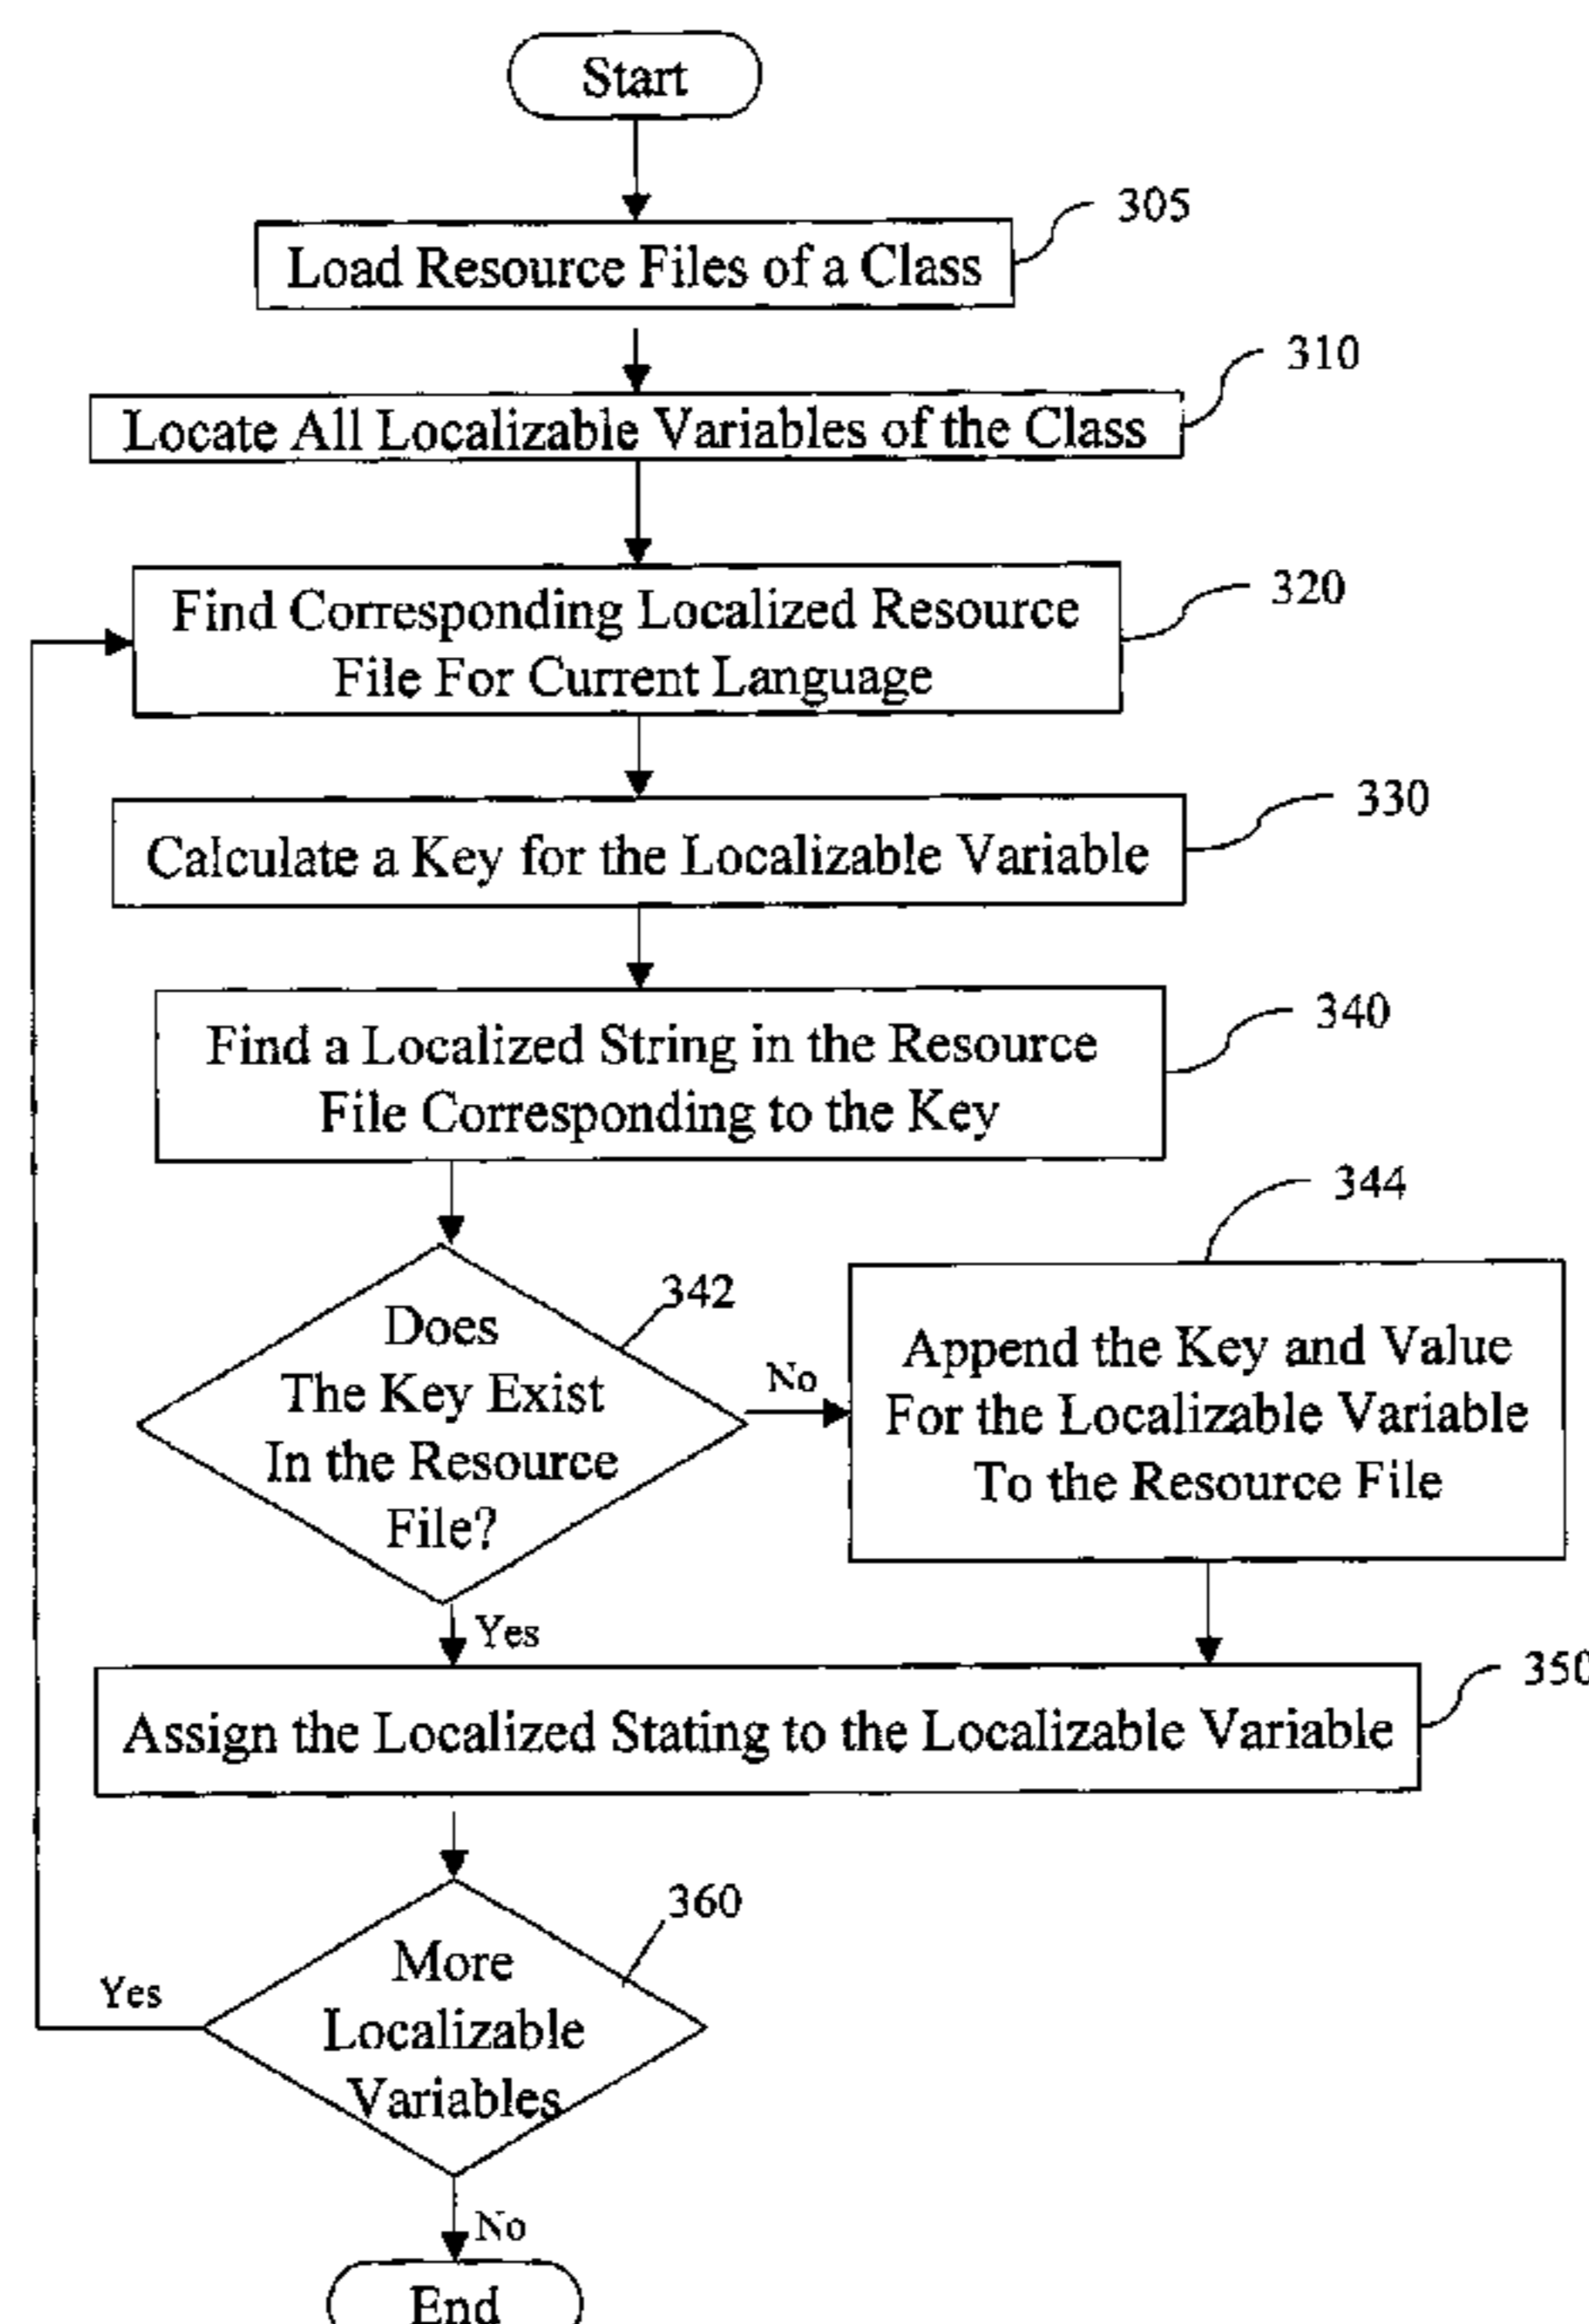 Start
305
Load Resource Files of a Class
310
Locate All Localizable Variables of the Class
320
Find Corresponding Localized Resource
File For Current Language
330
Calculate a Key for the Localizable Variable
340
Find a Localized String in the Resource
File Corresponding to the Key
344
342
Does
The Key Exist
In the Resource
File?
No
Append the Key and Value
For the Localizable Variable
To the Resource File
Yes
350
Assign the Localized Stating to the Localizable Variable
360
More
Localizable
Variables
Yes
No
End